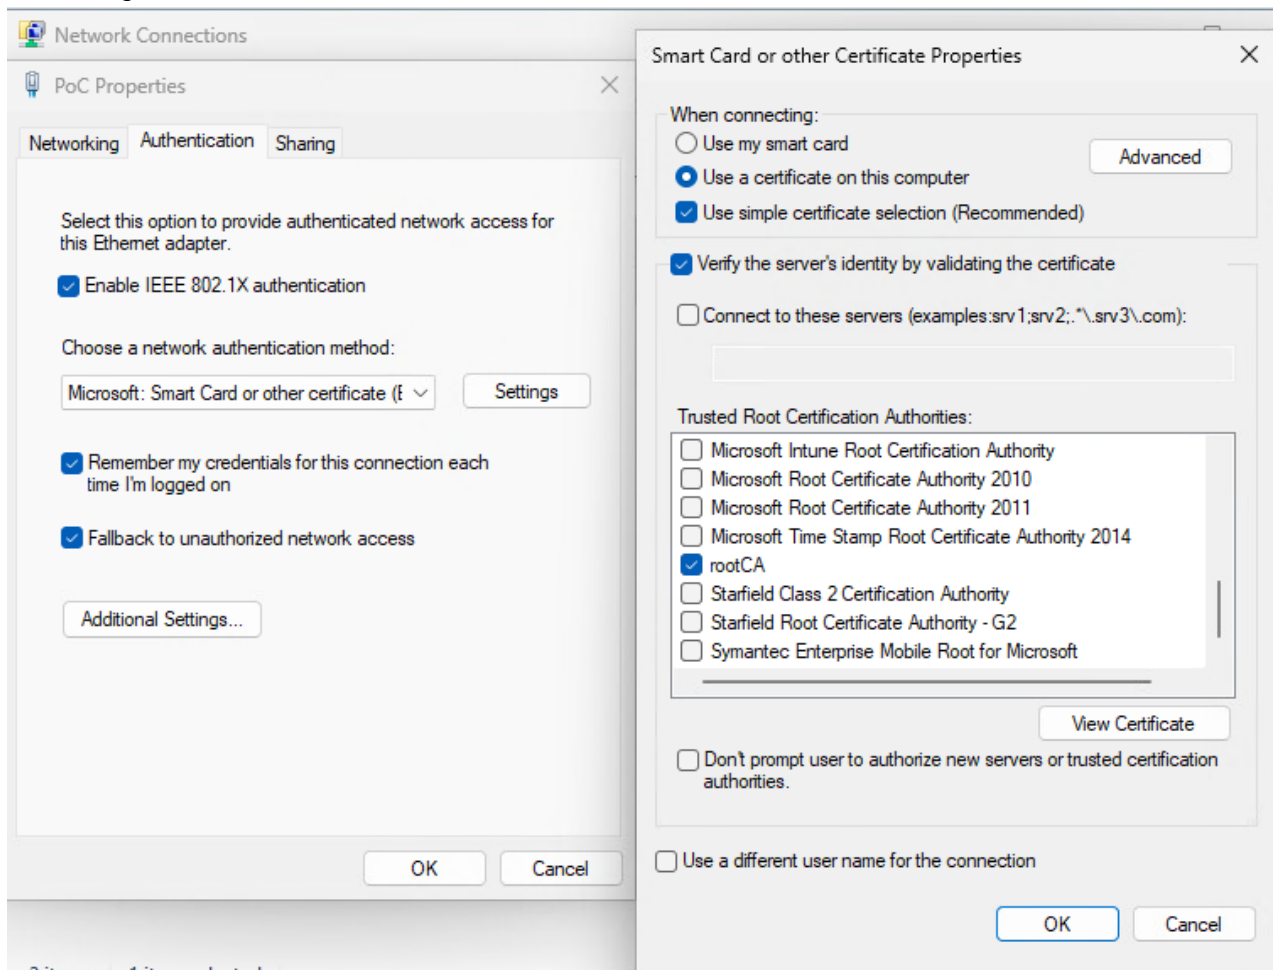 Network Connections
PoC Properties
Networking
Authentication
Sharing
Select this option to provide authenticated network access for
this Ethernet adapter.
Enable IEEE 802.1X authentication
Choose a network authentication method:
Microsoft: Smart Card or other certificate (E
Settings
Remember my credentials for this connection each
time I'm logged on
Fallback to unauthorized network access
Additional Settings...
OK
Cancel
Smart Card or other Certificate Properties
When connecting:
Use my smart card
Advanced
Use a certificate on this computer
Use simple certificate selection (Recommended)
Verify the server's identity by validating the certificate
Connect to these servers (examples:srv1;srv2;.*\.srv3\.com):
Trusted Root Certification Authorities:
Microsoft Intune Root Certification Authority
Microsoft Root Certificate Authority 2010
Microsoft Root Certificate Authority 2011
Microsoft Time Stamp Root Certificate Authority 2014
rootCA
Starfield Class 2 Certification Authority
Starfield Root Certificate Authority - G2
Symantec Enterprise Mobile Root for Microsoft
View Certificate
Don't prompt user to authorize new servers or trusted certification
authorities.
Use a different user name for the connection
OK
Cancel